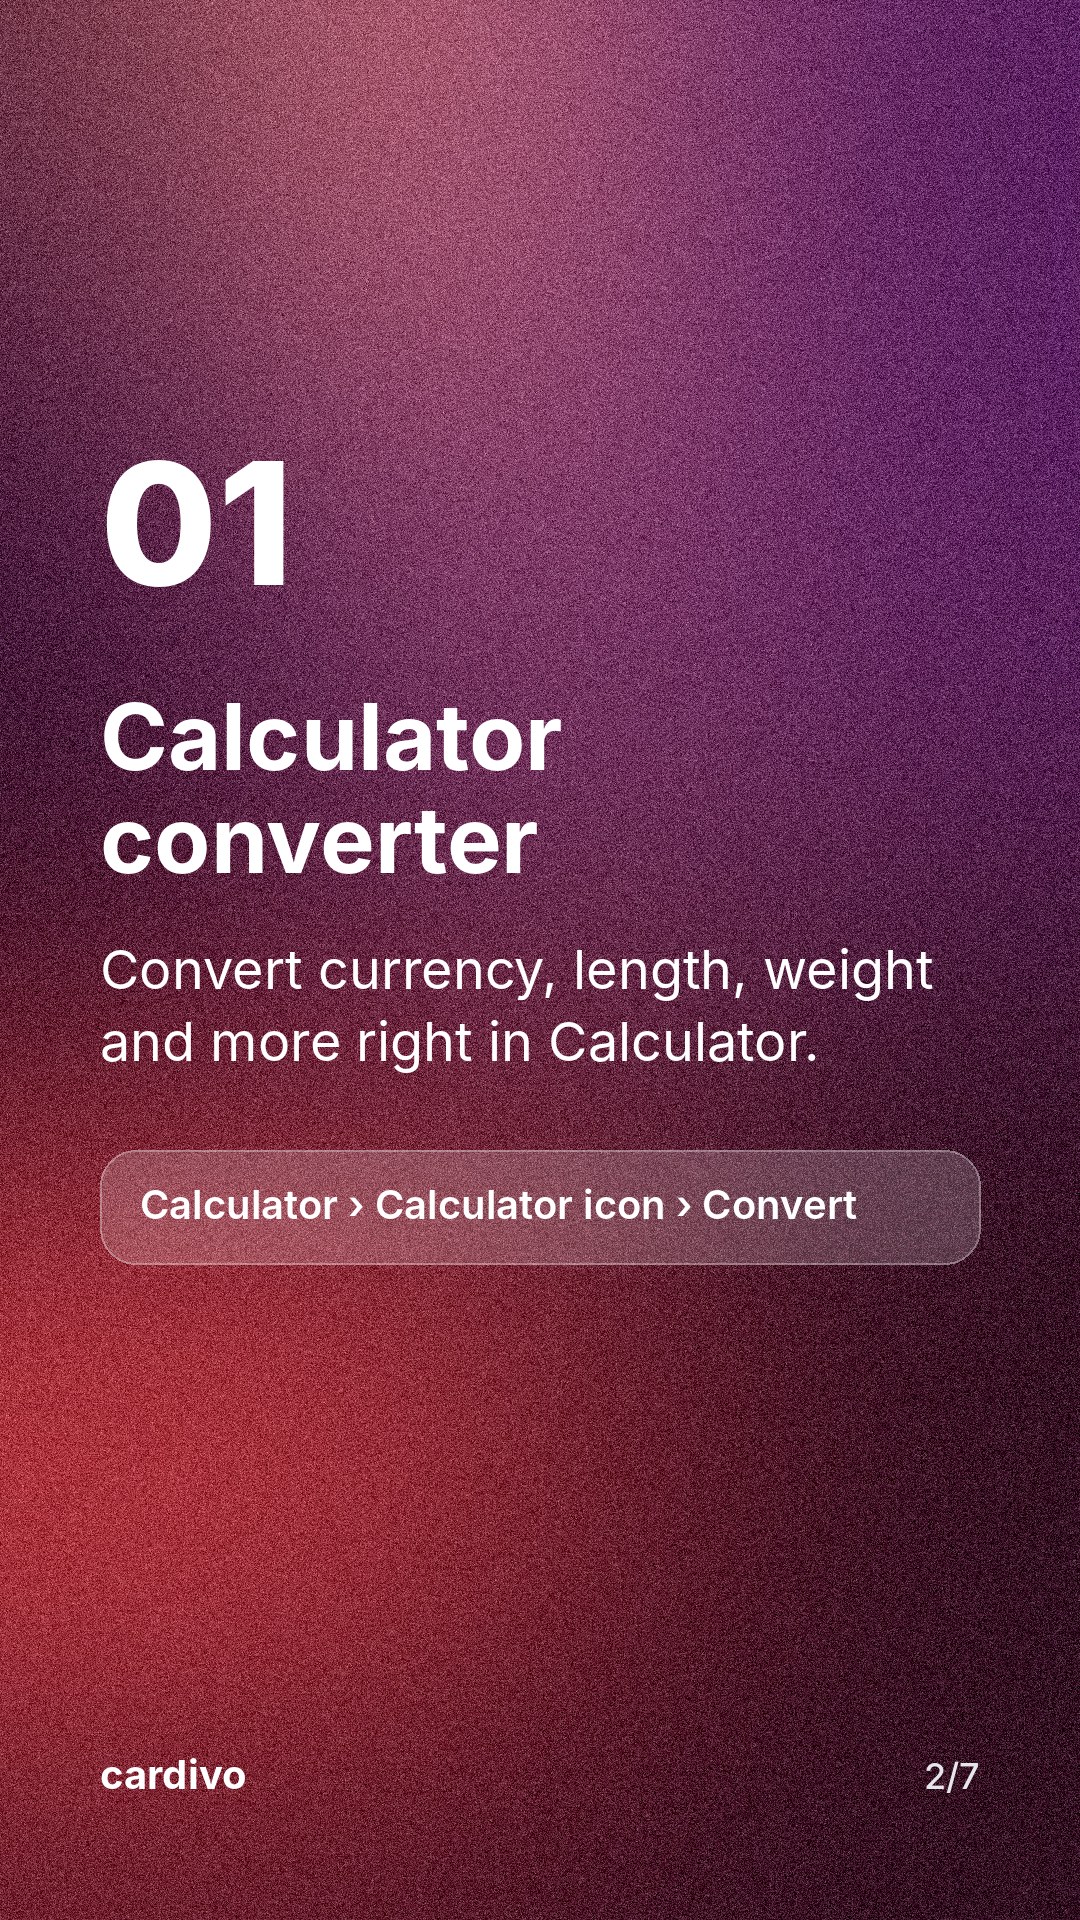 01
Calculator
converter
Convert currency, length, weight
and more right in Calculator.
Calculator › Calculator icon › Convert
cardivo
2/7